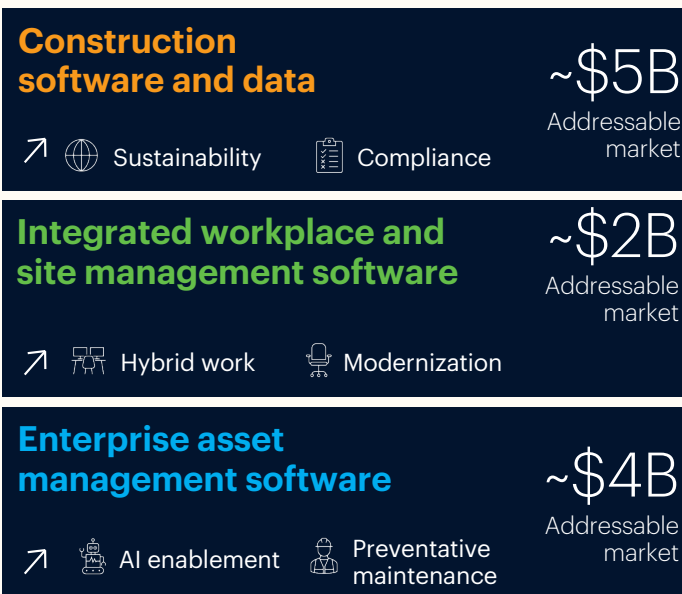 Construction
software and data
~$5B
Addressable
market
Sustainability
Compliance
Integrated workplace and
site management software
~$2B
Addressable
market
Hybrid work
Modernization
Enterprise asset
management software
~$4B
Addressable
market
AI enablement
Preventative
maintenance